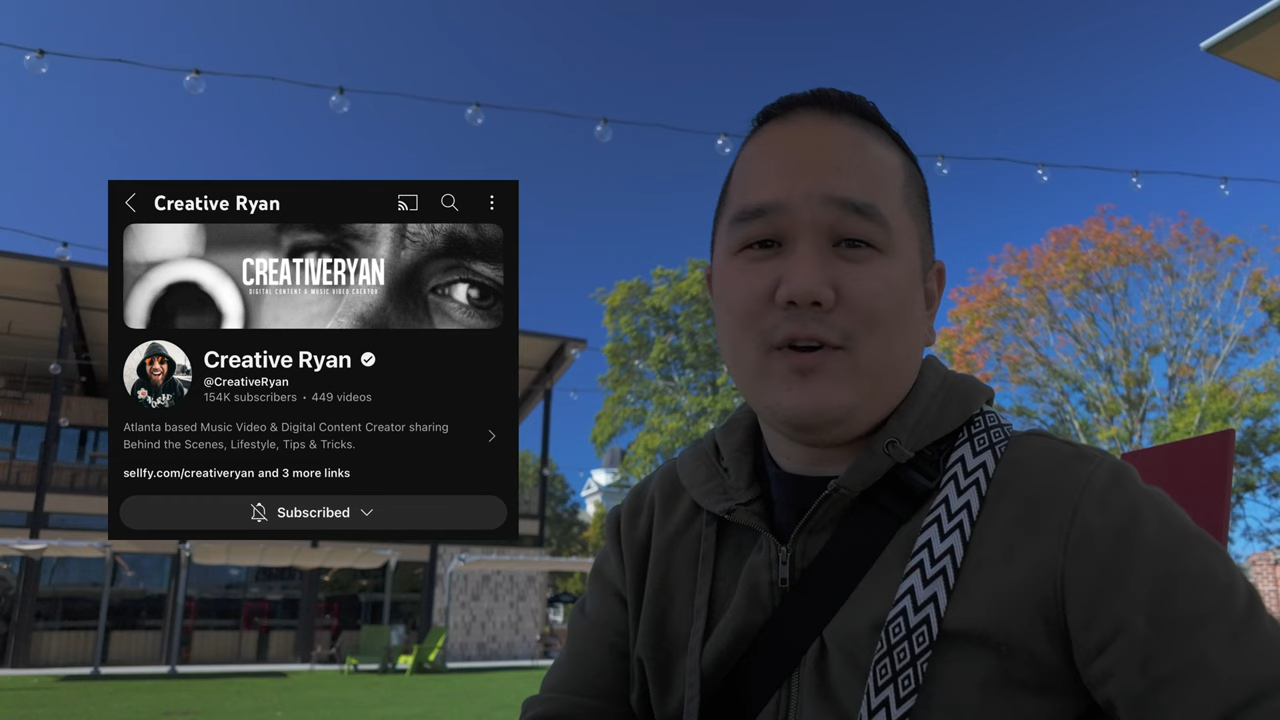 Creative Ryan
CREATIVERYAN
DIGITAL CONTENT & MUSIC VIDEO CREATOR
Creative Ryan
@CreativeRyan
154K subscribers • 449 videos
Atlanta based Music Video & Digital Content Creator sharing
Behind the Scenes, Lifestyle, Tips & Tricks.
sellfy.com/creativeryan and 3 more links
Subscribed